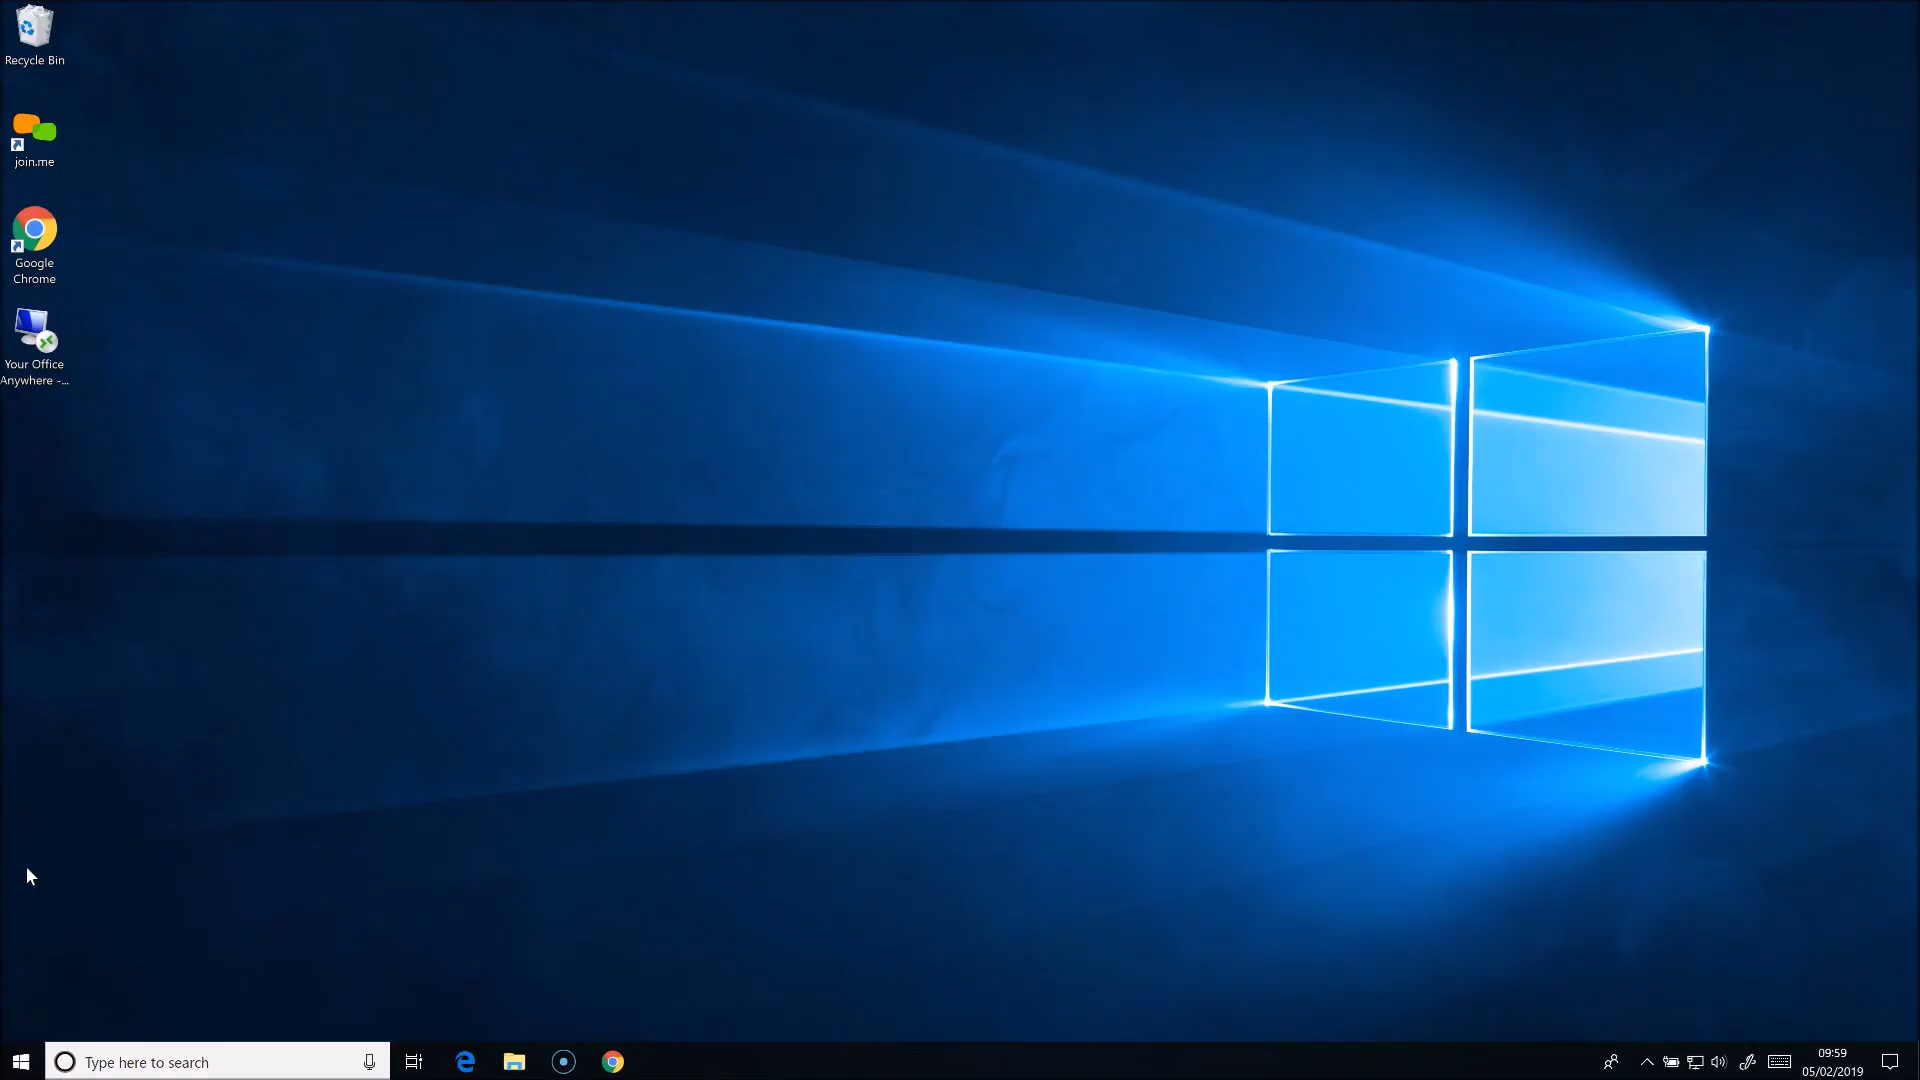 Recycle Bin
join.me
Google
Chrome
Your Office
Anywhere -...
Type here to search
09:59
05/02/2019